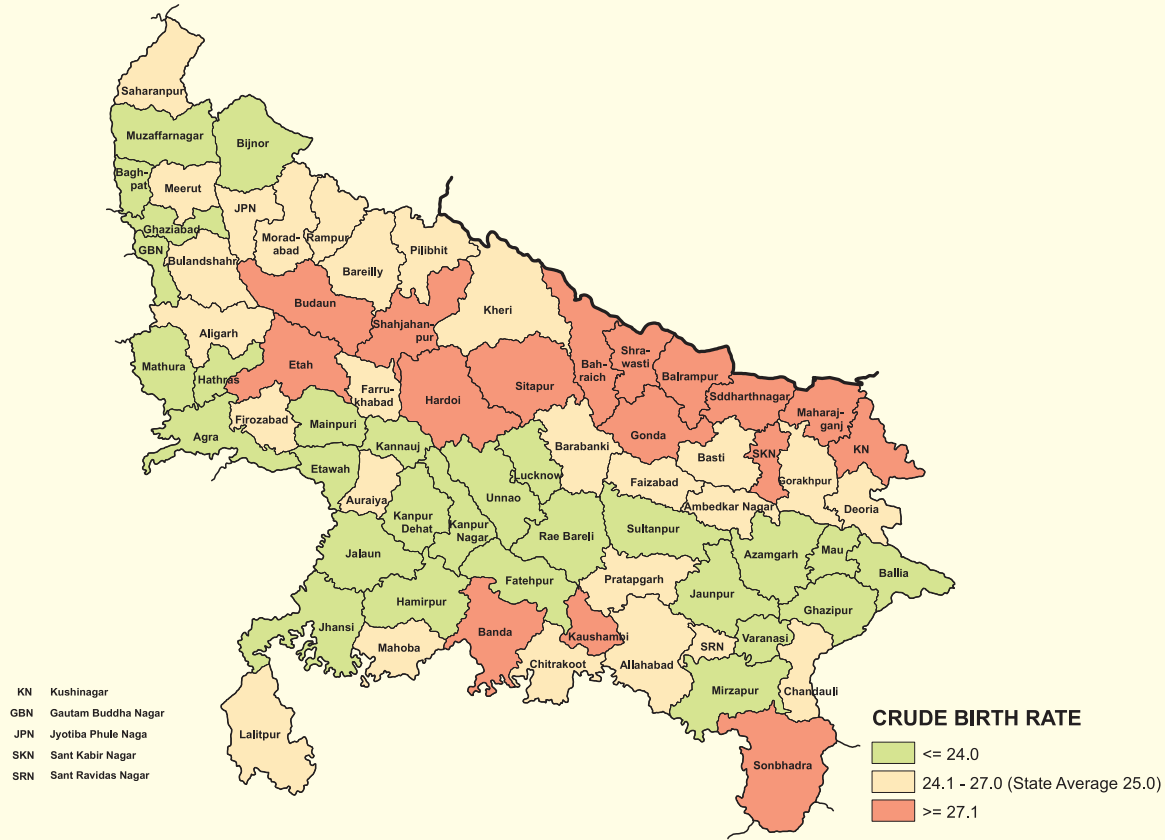 Saharanpur
Muzaffarnagar
Bijnor
Bagh-
pat
Meerut
JPN
Morad-
abad
Rampur
Ghaziabad
GBN
Bulandshahr
Bareilly
Pilibhit
Budaun
Shahjahan-
pur
Kheri
Aligarh
Mathura
Hathras
Etah
Farru-
khabad
Hardoi
Sitapur
Bah-
raich
Shra-
wasti
Balrampur
Sddharthnagar
Maharaj-
ganj
KN
Agra
Firozabad
Mainpuri
Kannauj
Barabanki
Gonda
Basti
SKN
Gorakhpur
Deoria
Etawah
Auraiya
Kanpur
Dehat
Kanpur
Nagar
Unnao
Lucknow
Faizabad
Ambedkar Nagar
Rae Bareli
Sultanpur
Azamgarh
Mau
Ballia
Jalaun
Fatehpur
Pratapgarh
Jaunpur
Ghazipur
Hamirpur
Jhansi
Mahoba
Banda
Kaushambi
Chitrakoot
Allahabad
SRN
Varanasi
Mirzapur
Chandauli
Lalitpur
Sonbhadra
KN Kushinagar
GBN Gautam Buddha Nagar
JPN Jyotiba Phule Naga
SKN Sant Kabir Nagar
SRN Sant Ravidas Nagar
CRUDE BIRTH RATE
<= 24.0
24.1 - 27.0 (State Average 25.0)
>= 27.1